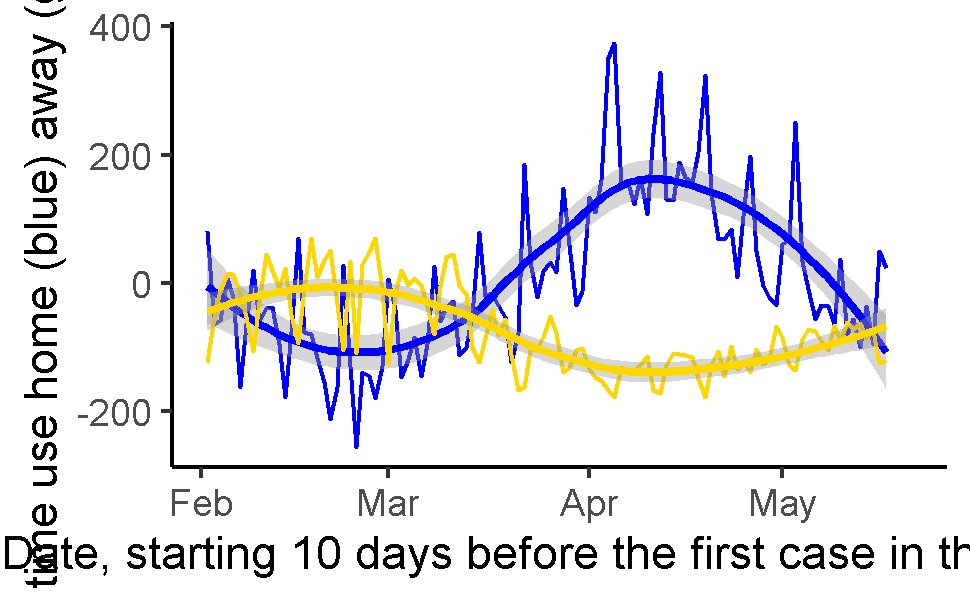 time use home (blue) away (
400
200
0
-200
Feb Mar Apr May
Date, starting 10 days before the first case in th